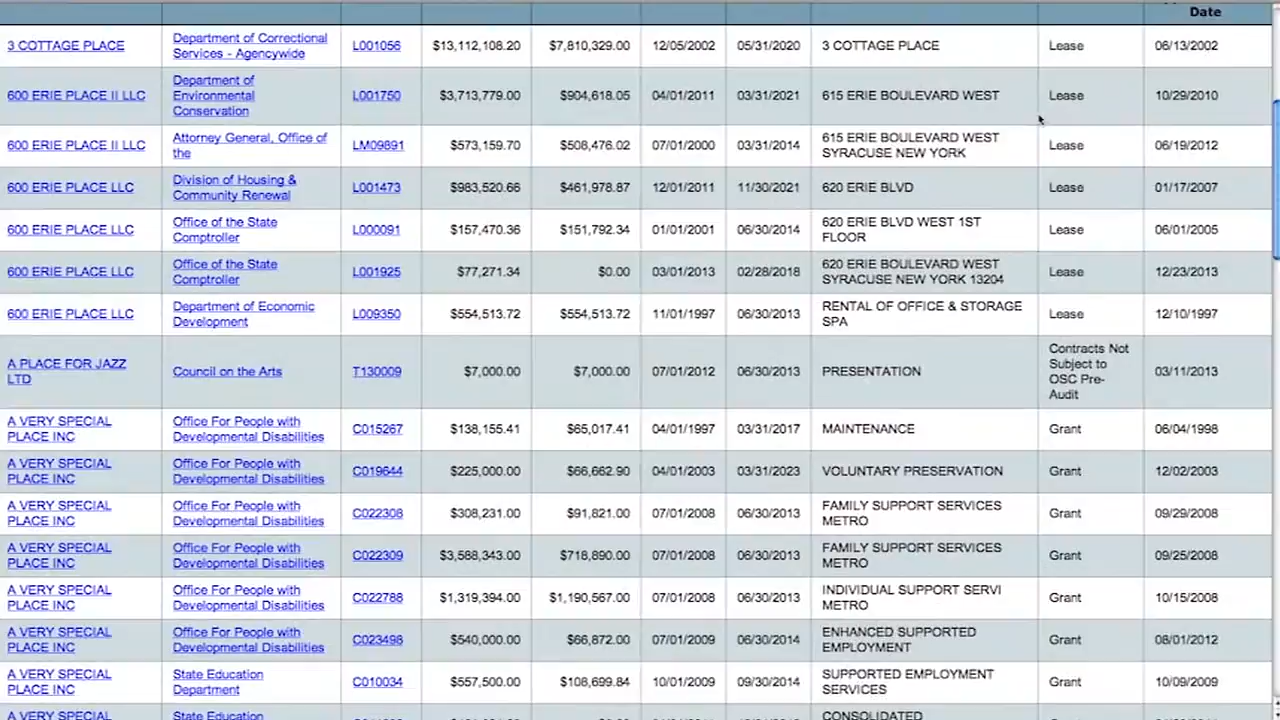 Date
3 COTTAGE PLACE
Department of Correctional
Services - Agencywide
L001056
$13,112,108.20
$7,810,329.00
12/05/2002
05/31/2020
3 COTTAGE PLACE
Lease
06/13/2002
600 ERIE PLACE II LLC
Department of
Environmental
Conservation
L001750
$3,713,779.00
$904,618.05
04/01/2011
03/31/2021
615 ERIE BOULEVARD WEST
Lease
10/29/2010
600 ERIE PLACE II LLC
Attorney General, Office of
the
LM09891
$573,159.70
$508,476.02
07/01/2000
03/31/2014
615 ERIE BOULEVARD WEST
SYRACUSE NEW YORK
Lease
06/19/2012
600 ERIE PLACE LLC
Division of Housing &
Community Renewal
L001473
$983,520.66
$461,978.87
12/01/2011
11/30/2021
620 ERIE BLVD
Lease
01/17/2007
600 ERIE PLACE LLC
Office of the State
Comptroller
L000091
$157,470.36
$151,792.34
01/01/2001
06/30/2014
620 ERIE BLVD WEST 1ST
FLOOR
Lease
06/01/2005
600 ERIE PLACE LLC
Office of the State
Comptroller
L001925
$77,271.34
$0.00
03/01/2013
02/28/2018
620 ERIE BOULEVARD WEST
SYRACUSE NEW YORK 13204
Lease
12/23/2013
600 ERIE PLACE LLC
Department of Economic
Development
L009350
$554,513.72
$554,513.72
11/01/1997
06/30/2013
RENTAL OF OFFICE & STORAGE
SPA
Lease
12/10/1997
A PLACE FOR JAZZ
LTD
Council on the Arts
T130009
$7,000.00
$7,000.00
07/01/2012
06/30/2013
PRESENTATION
Contracts Not
Subject to
OSC Pre-
Audit
03/11/2013
A VERY SPECIAL
PLACE INC
Office For People with
Developmental Disabilities
C015267
$138,155.41
$65,017.41
04/01/1997
03/31/2017
MAINTENANCE
Grant
06/04/1998
A VERY SPECIAL
PLACE INC
Office For People with
Developmental Disabilities
C019644
$225,000.00
$66,662.90
04/01/2003
03/31/2023
VOLUNTARY PRESERVATION
Grant
12/02/2003
A VERY SPECIAL
PLACE INC
Office For People with
Developmental Disabilities
C022308
$308,231.00
$91,821.00
07/01/2008
06/30/2013
FAMILY SUPPORT SERVICES
METRO
Grant
09/29/2008
A VERY SPECIAL
PLACE INC
Office For People with
Developmental Disabilities
C022309
$3,588,343.00
$718,890.00
07/01/2008
06/30/2013
FAMILY SUPPORT SERVICES
METRO
Grant
09/25/2008
A VERY SPECIAL
PLACE INC
Office For People with
Developmental Disabilities
C022788
$1,319,394.00
$1,190,567.00
07/01/2008
06/30/2013
INDIVIDUAL SUPPORT SERVI
METRO
Grant
10/15/2008
A VERY SPECIAL
PLACE INC
Office For People with
Developmental Disabilities
C023498
$540,000.00
$66,872.00
07/01/2009
06/30/2014
ENHANCED SUPPORTED
EMPLOYMENT
Grant
08/01/2012
A VERY SPECIAL
PLACE INC
State Education
Department
C010034
$557,500.00
$108,699.84
10/01/2009
09/30/2014
SUPPORTED EMPLOYMENT
SERVICES
Grant
10/09/2009
A VERY SPECIAL
State Education
CONSOLIDATED